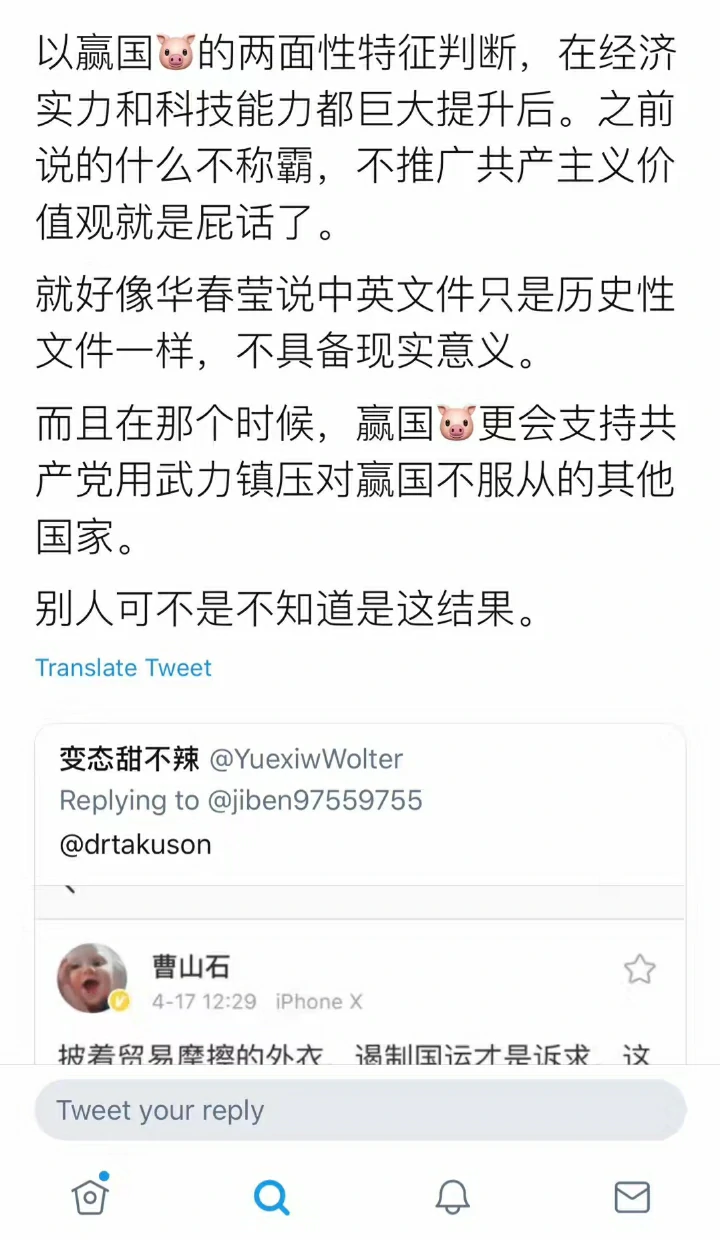 以赢国🐷的两面性特征判断，在经济
实力和科技能力都巨大提升后。之前
说的什么不称霸，不推广共产主义价
值观就是屁话了。
就好像华春莹说中英文件只是历史性
文件一样，不具备现实意义。
而且在那个时候，赢国🐷更会支持共
产党用武力镇压对赢国不服从的其他
国家。
别人可不是不知道是这结果。
Translate Tweet
变态甜不辣 @YuexiwWolter
Replying to @jiben97559755
@drtakuson
曹山石
4-17 12:29 iPhone X
披着贸易摩擦的外衣，遏制国运才是诉求，这
Tweet your reply